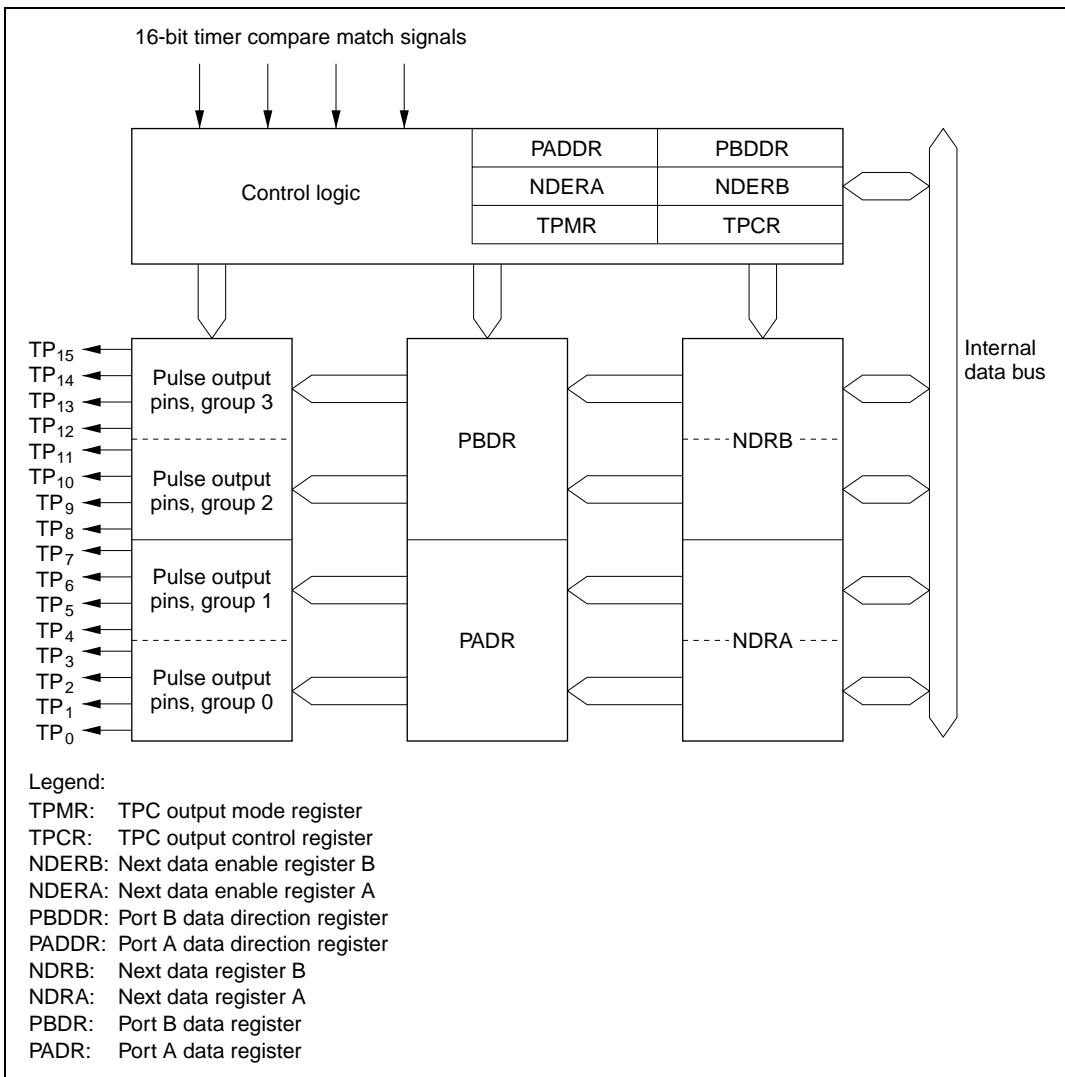 16-bit timer compare match signals
Control logic
PADDR PBDDR
NDERA NDERB
TPMR TPCR
Internal
data bus
TP15
TP14
TP13
TP12
TP11
TP10
TP9
TP8
TP7
TP6
TP5
TP4
TP3
TP2
TP1
TP0
Pulse output
pins, group 3
Pulse output
pins, group 2
Pulse output
pins, group 1
Pulse output
pins, group 0
PBDR
PADR
NDRB
NDRA
Legend:
TPMR: TPC output mode register
TPCR: TPC output control register
NDERB: Next data enable register B
NDERA: Next data enable register A
PBDDR: Port B data direction register
PADDR: Port A data direction register
NDRB: Next data register B
NDRA: Next data register A
PBDR: Port B data register
PADR: Port A data register